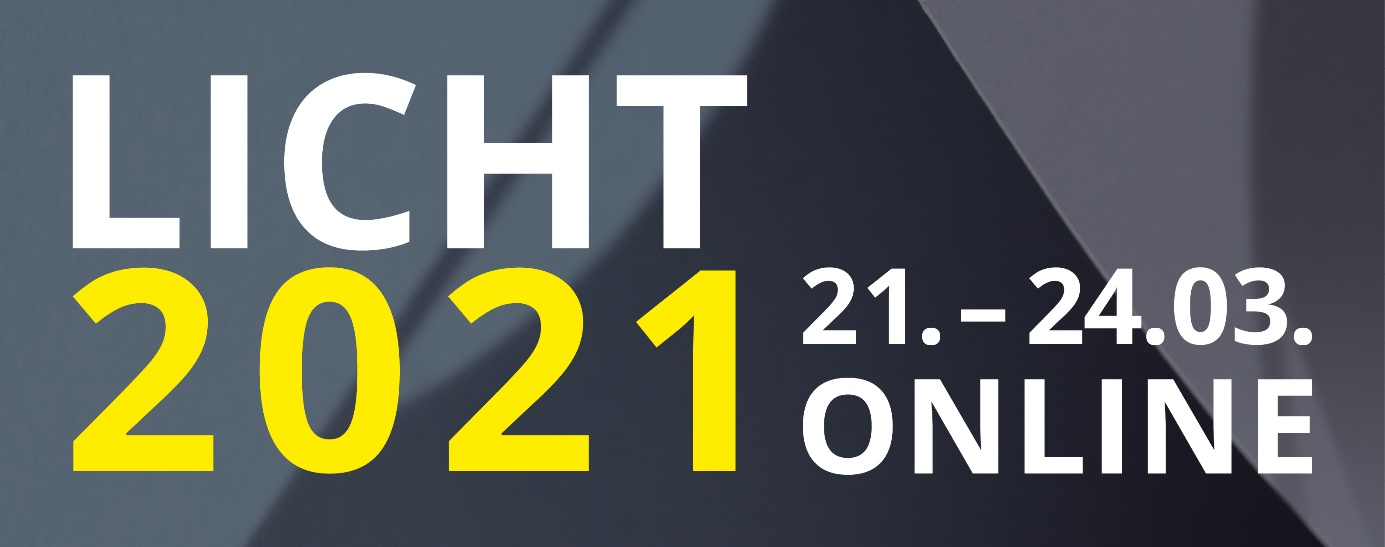 LICHT
2021
21. – 24.03.
ONLINE